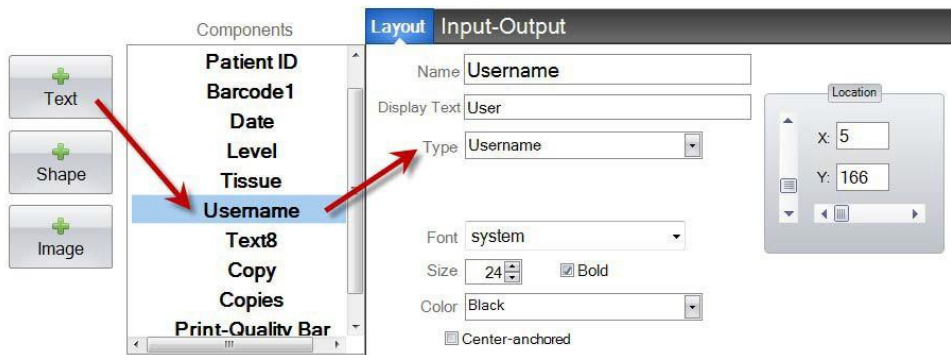 Components
Text
Shape
Image
Patient ID
Barcode1
Date
Level
Tissue
Username
Text8
Copy
Copies
Print-Quality Bar
Layout Input-Output
Name Username
Display Text User
Type Username
Font system
Size 24 Bold
Color Black
Center-anchored
Location
X: 5
Y: 166